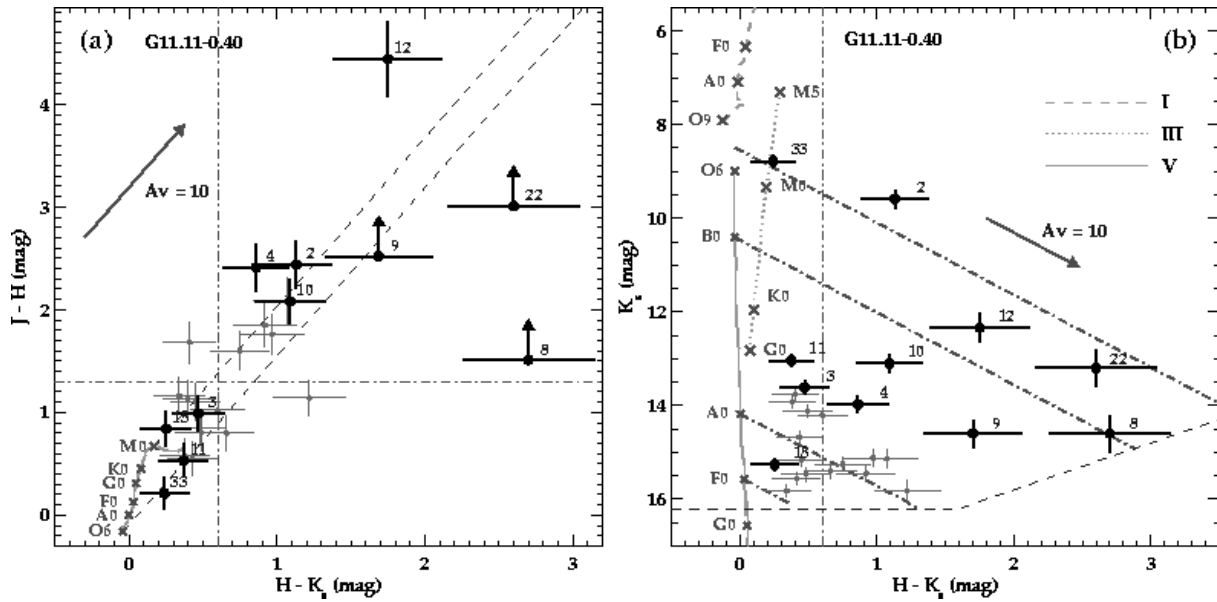 (a)
G11.11-0.40
Av = 10
12
22
9
4
2
10
8
3
13
11
33
M0
K0
G0
F0
A0
O6
J - H (mag)
4
3
2
1
0
0
1
2
3
H - Ks (mag)
(b)
G11.11-0.40
I
III
V
F0
A0
O9
M5
33
O6
M0
2
B0
Av = 10
K0
12
G0
11
10
22
3
4
A0
9
8
13
F0
G0
Ks (mag)
6
8
10
12
14
16
0
1
2
3
H - Ks (mag)